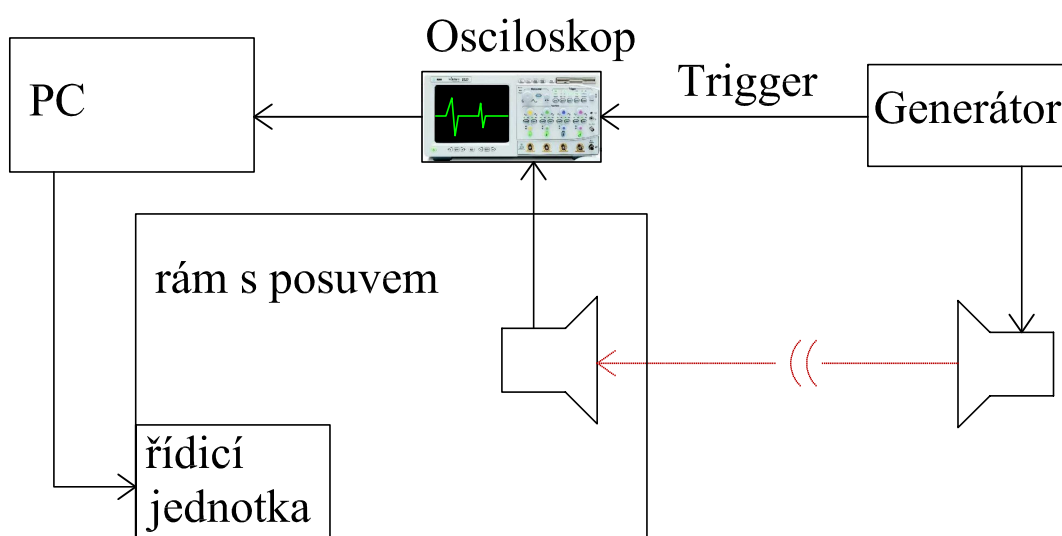 Osciloskop
PC
Trigger
Generátor
rám s posuvem
řídicí
jednotka